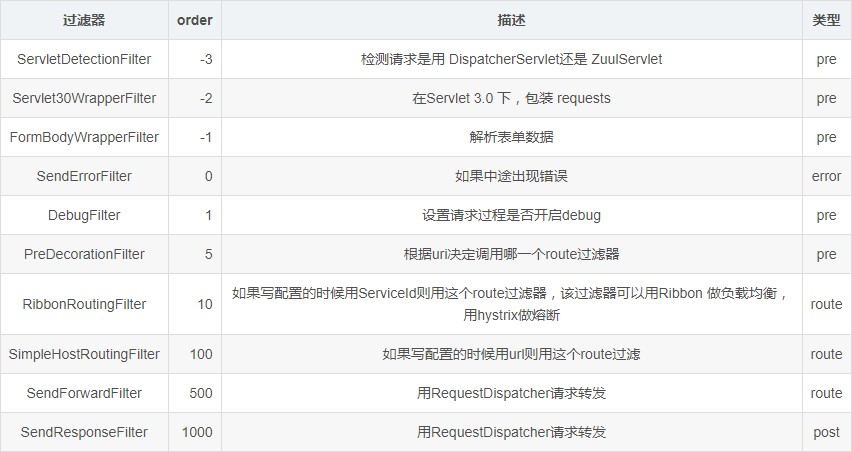 过滤器 order 描述 类型
ServletDetectionFilter -3 检测请求是用 DispatcherServlet还是 ZuulServlet pre
Servlet30WrapperFilter -2 在Servlet 3.0 下，包装 requests pre
FormBodyWrapperFilter -1 解析表单数据 pre
SendErrorFilter 0 如果中途出现错误 error
DebugFilter 1 设置请求过程是否开启debug pre
PreDecorationFilter 5 根据uri决定调用哪一个route过滤器 pre
RibbonRoutingFilter 10 如果写配置的时候用ServiceId则用这个route过滤器，该过滤器可以用Ribbon 做负载均衡， route
用hystrix做熔断
SimpleHostRoutingFilter 100 如果写配置的时候用url则用这个route过滤 route
SendForwardFilter 500 用RequestDispatcher请求转发 route
SendResponseFilter 1000 用RequestDispatcher请求转发 post